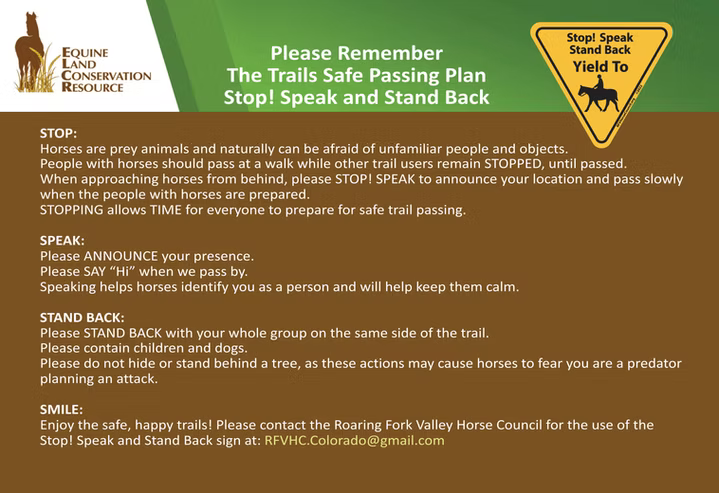 EQUINE
LAND
CONSERVATION
RESOURCE
Please Remember
The Trails Safe Passing Plan
Stop! Speak and Stand Back
Stop! Speak
Stand Back
Yield To
STOP:
Horses are prey animals and naturally can be afraid of unfamiliar people and objects.
People with horses should pass at a walk while other trail users remain STOPPED, until passed.
When approaching horses from behind, please STOP! SPEAK to announce your location and pass slowly
when the people with horses are prepared.
STOPPING allows TIME for everyone to prepare for safe trail passing.
SPEAK:
Please ANNOUNCE your presence.
Please SAY “Hi” when we pass by.
Speaking helps horses identify you as a person and will help keep them calm.
STAND BACK:
Please STAND BACK with your whole group on the same side of the trail.
Please contain children and dogs.
Please do not hide or stand behind a tree, as these actions may cause horses to fear you are a predator
planning an attack.
SMILE:
Enjoy the safe, happy trails! Please contact the Roaring Fork Valley Horse Council for the use of the
Stop! Speak and Stand Back sign at: RFVHC.Colorado@gmail.com